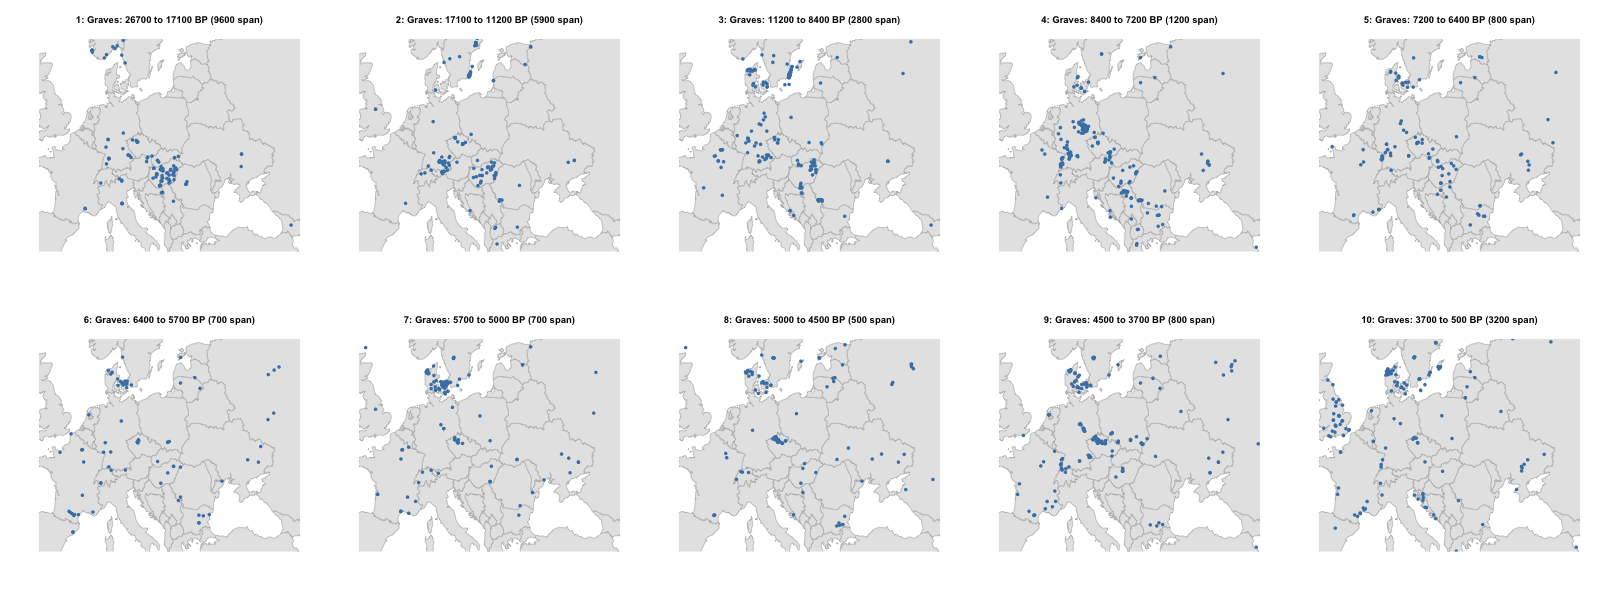 1: Graves: 26700 to 17100 BP (9600 span)
2: Graves: 17100 to 11200 BP (5900 span)
3: Graves: 11200 to 8400 BP (2800 span)
4: Graves: 8400 to 7200 BP (1200 span)
5: Graves: 7200 to 6400 BP (800 span)
6: Graves: 6400 to 5700 BP (700 span)
7: Graves: 5700 to 5000 BP (700 span)
8: Graves: 5000 to 4500 BP (500 span)
9: Graves: 4500 to 3700 BP (800 span)
10: Graves: 3700 to 500 BP (3200 span)